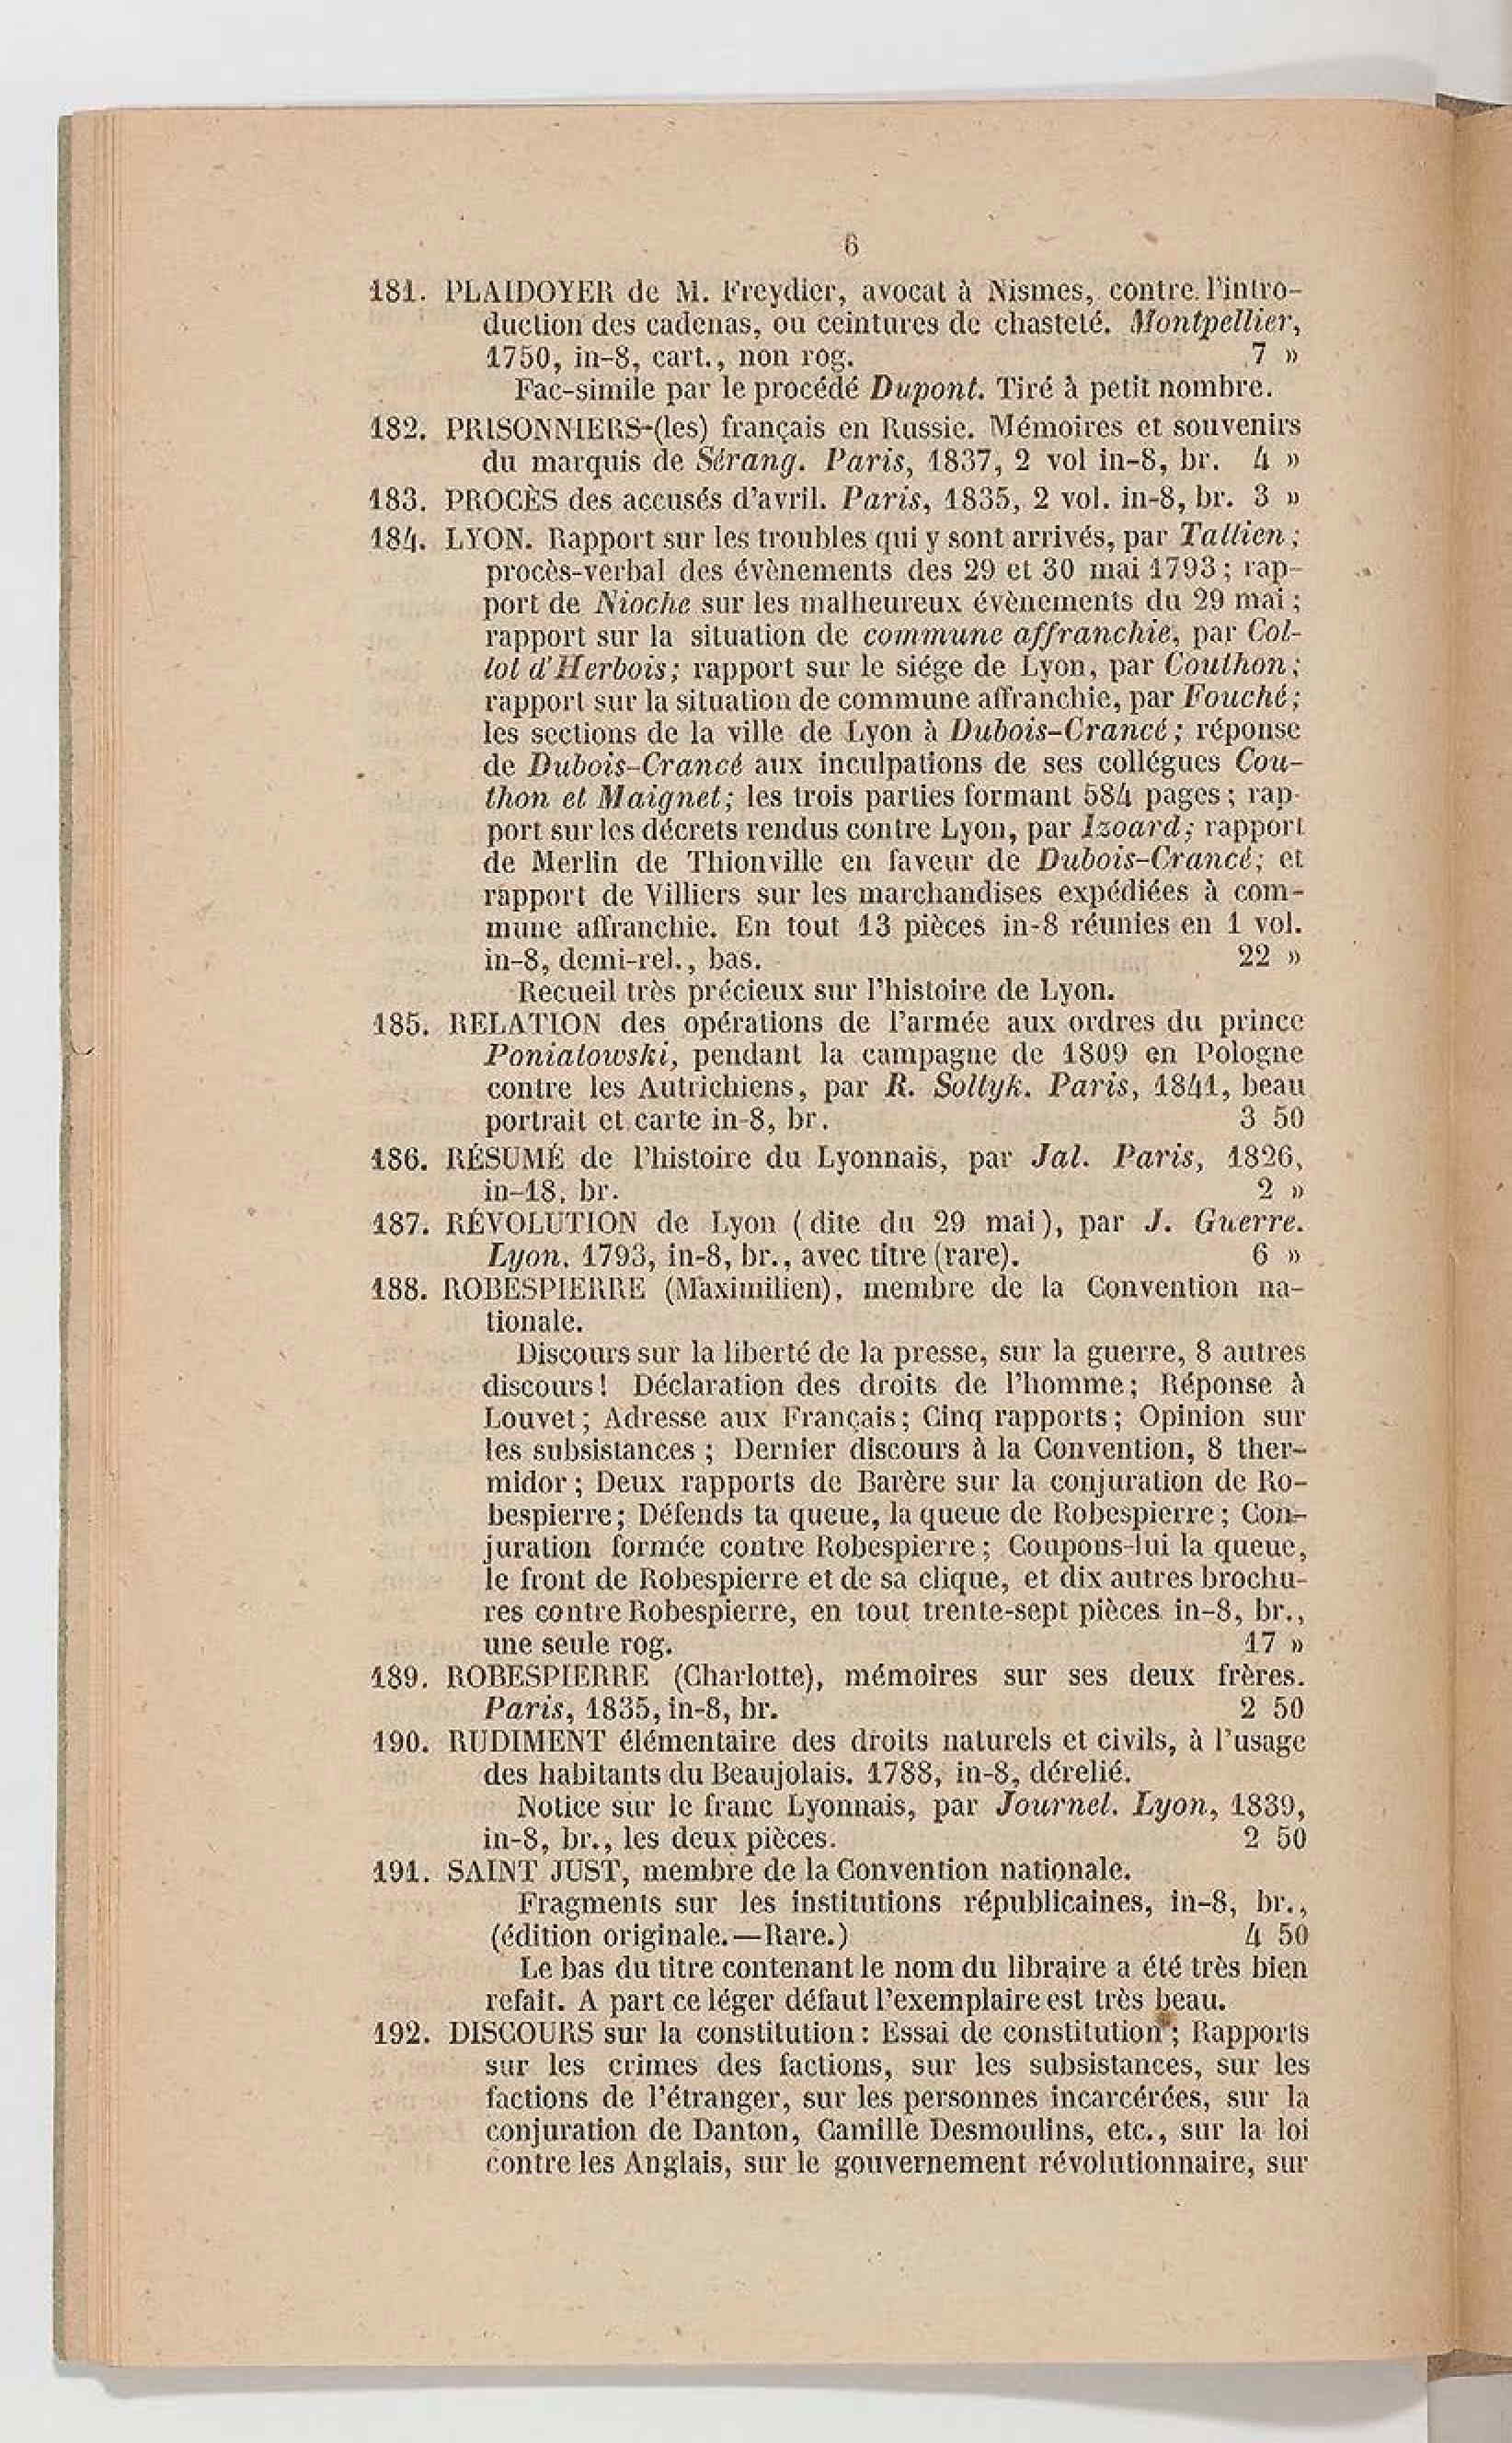 6
181. PLAIDOYER de M. Freydier, avocat à Nismes, contre l'intro-
duction des cadenas, ou ceintures de chasteté. Montpellier,
1750, in-8, cart., non rog. 7 »
Fac-simile par le procédé Dupont. Tiré à petit nombre.
182. PRISONNIERS-(les) français en Russie. Mémoires et souvenirs
du marquis de Sérang. Paris, 1837, 2 vol in-8, br. 4 »
183. PROCÈS des accusés d'avril. Paris, 1835, 2 vol. in-8, br. 3 »
184. LYON. Rapport sur les troubles qui y sont arrivés, par Tallien;
procès-verbal des évènements des 29 et 30 mai 1793; rap-
port de Nioche sur les malheureux évènements du 29 mai;
rapport sur la situation de commune affranchie, par Col-
lot d'Herbois; rapport sur le siége de Lyon, par Couthon;
rapport sur la situation de commune affranchie, par Fouché;
les sections de la ville de Lyon à Dubois-Crancé; réponse
de Dubois-Crancé aux inculpations de ses collégues Cou-
thon et Maignet; les trois parties formant 584 pages; rap-
port sur les décrets rendus contre Lyon, par Izoard; rapport
de Merlin de Thionville en faveur de Dubois-Crancé; et
rapport de Villiers sur les marchandises expédiées à com-
mune affranchie. En tout 13 pièces in-8 réunies en 1 vol.
in-8, demi-rel., bas. 22 »
Recueil très précieux sur l'histoire de Lyon.
185. RELATION des opérations de l'armée aux ordres du prince
Poniatowski, pendant la campagne de 1809 en Pologne
contre les Autrichiens, par R. Soltyk. Paris, 1841, beau
portrait et carte in-8, br. 3 50
186. RÉSUMÉ de l'histoire du Lyonnais, par Jal. Paris, 1826,
in-18, br. 2 »
187. RÉVOLUTION de Lyon (dite du 29 mai), par J. Guerre.
Lyon, 1793, in-8, br., avec titre (rare). 6 »
188. ROBESPIERRE (Maximilien), membre de la Convention na-
tionale.
Discours sur la liberté de la presse, sur la guerre, 8 autres
discours! Déclaration des droits de l'homme; Réponse à
Louvet; Adresse aux Français; Cinq rapports; Opinion sur
les subsistances; Dernier discours à la Convention, 8 ther-
midor; Deux rapports de Barère sur la conjuration de Ro-
bespierre; Défends ta queue, la queue de Robespierre; Con-
juration formée contre Robespierre; Coupons-lui la queue,
le front de Robespierre et de sa clique, et dix autres brochu-
res contre Robespierre, en tout trente-sept pièces in-8, br.,
une seule rog. 17 »
189. ROBESPIERRE (Charlotte), mémoires sur ses deux frères.
Paris, 1835, in-8, br. 2 50
190. RUDIMENT élémentaire des droits naturels et civils, à l'usage
des habitants du Beaujolais. 1788, in-8, dérelié.
Notice sur le franc Lyonnais, par Journel. Lyon, 1839,
in-8, br., les deux pièces. 2 50
191. SAINT JUST, membre de la Convention nationale.
Fragments sur les institutions républicaines, in-8, br.,
(édition originale.—Rare.) 4 50
Le bas du titre contenant le nom du libraire a été très bien
refait. A part ce léger défaut l'exemplaire est très beau.
192. DISCOURS sur la constitution: Essai de constitution; Rapports
sur les crimes des factions, sur les subsistances, sur les
factions de l'étranger, sur les personnes incarcérées, sur la
conjuration de Danton, Camille Desmoulins, etc., sur la loi
contre les Anglais, sur le gouvernement révolutionnaire, sur